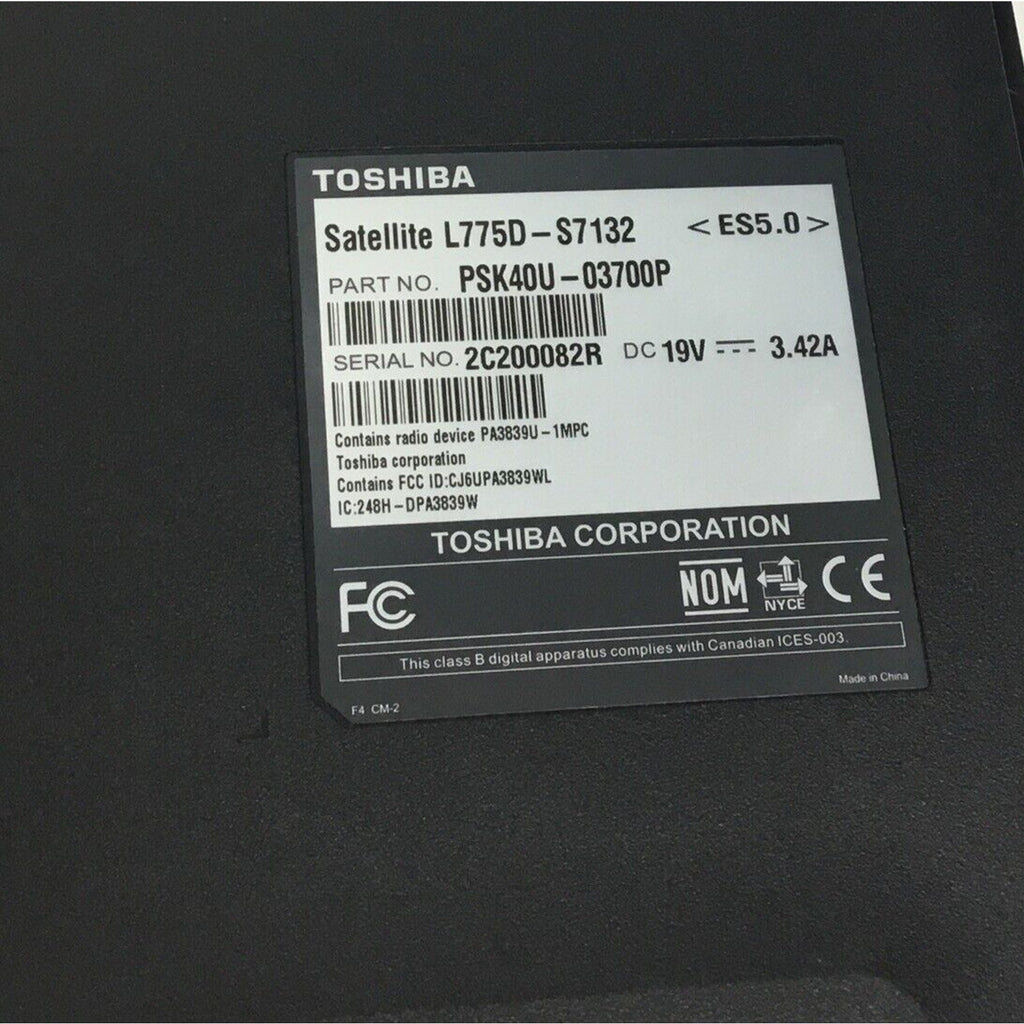 TOSHIBA
Satellite L775D-S7132 <ES5.0>
PART NO. PSK40U-03700P
SERIAL NO. 2C200082R DC 19V 3.42A
Contains radio device PA3839U-1MPC
Toshiba corporation
Contains FCC ID:CJ6UPA3839WL
IC:248H-DPA3839W
TOSHIBA CORPORATION
FC NOM NYCE CE
This class B digital apparatus complies with Canadian ICES-003.
Made in China
F4 CM-2